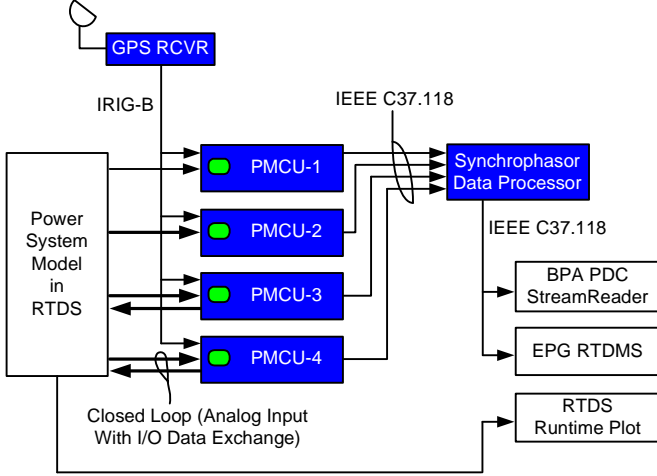 GPS RCVR
IRIG-B
IEEE C37.118
PMCU-1
Synchrophasor
Data Processor
Power
System
Model
in
RTDS
PMCU-2
IEEE C37.118
PMCU-3
BPA PDC
StreamReader
PMCU-4
EPG RTDMS
Closed Loop (Analog Input
With I/O Data Exchange)
RTDS
Runtime Plot